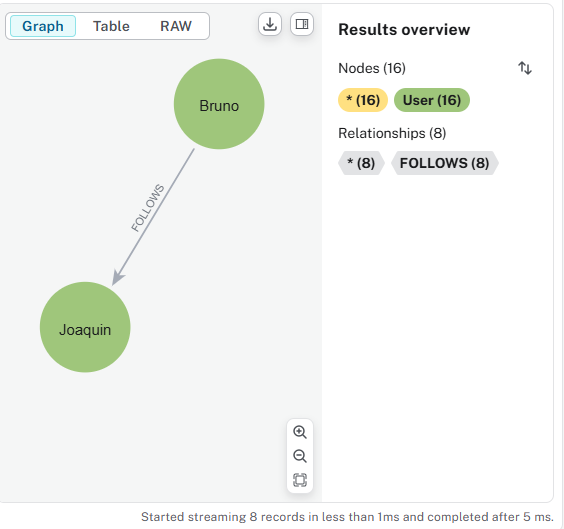 Graph Table RAW
Results overview
Nodes (16)
* (16) User (16)
Relationships (8)
* (8) FOLLOWS (8)
Bruno
FOLLOWS
Joaquin
Started streaming 8 records in less than 1ms and completed after 5 ms.